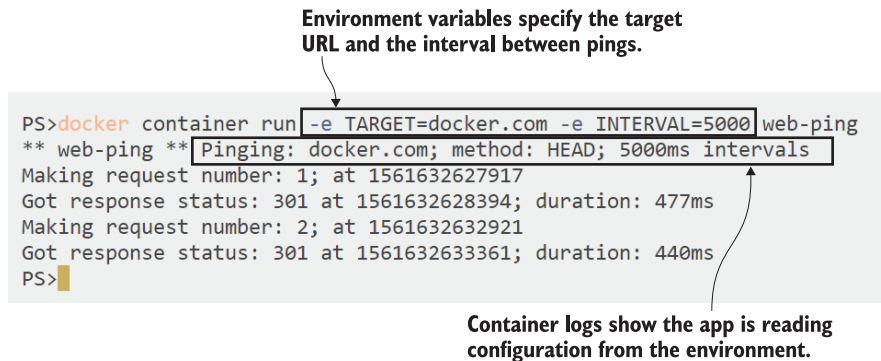 Environment variables specify the target
URL and the interval between pings.
PS>docker container run -e TARGET=docker.com -e INTERVAL=5000 web-ping
** web-ping ** Pinging: docker.com; method: HEAD; 5000ms intervals
Making request number: 1; at 1561632627917
Got response status: 301 at 1561632628394; duration: 477ms
Making request number: 2; at 1561632632921
Got response status: 301 at 1561632633361; duration: 440ms
PS>
Container logs show the app is reading
configuration from the environment.